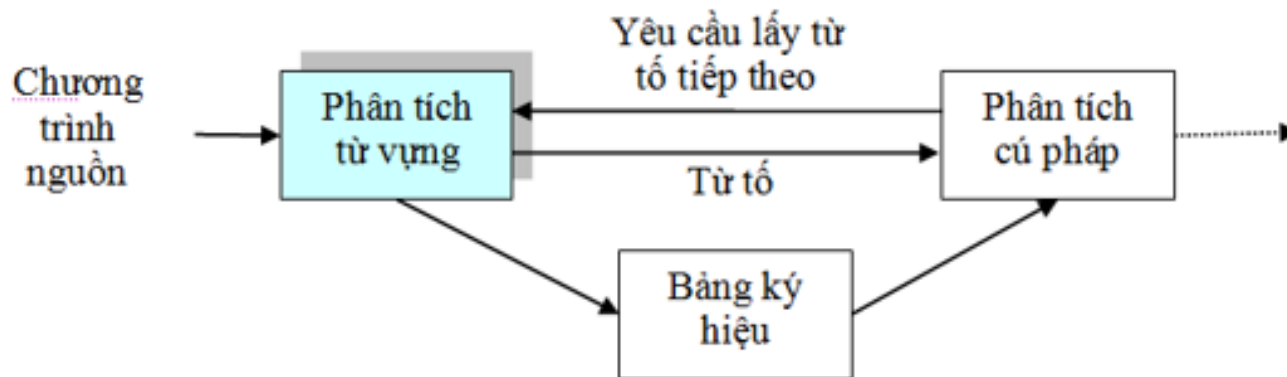 Chương
trình
nguồn
Phân tích
từ vựng
Yêu cầu lấy từ
tố tiếp theo
Từ tố
Phân tích
cú pháp
Bảng ký
hiệu